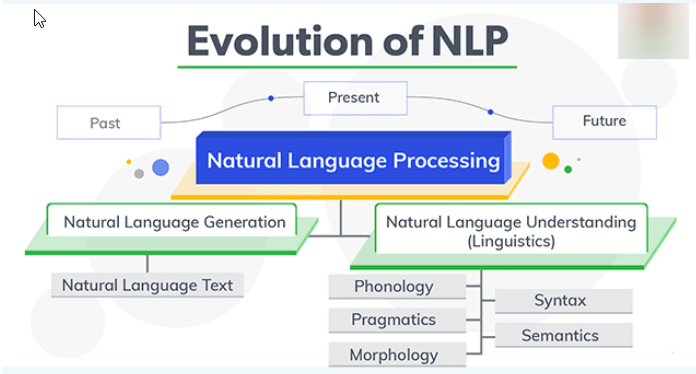 Evolution of NLP
Past
Present
Future
Natural Language Processing
Natural Language Generation
Natural Language Understanding
(Linguistics)
Natural Language Text
Phonology
Syntax
Pragmatics
Semantics
Morphology